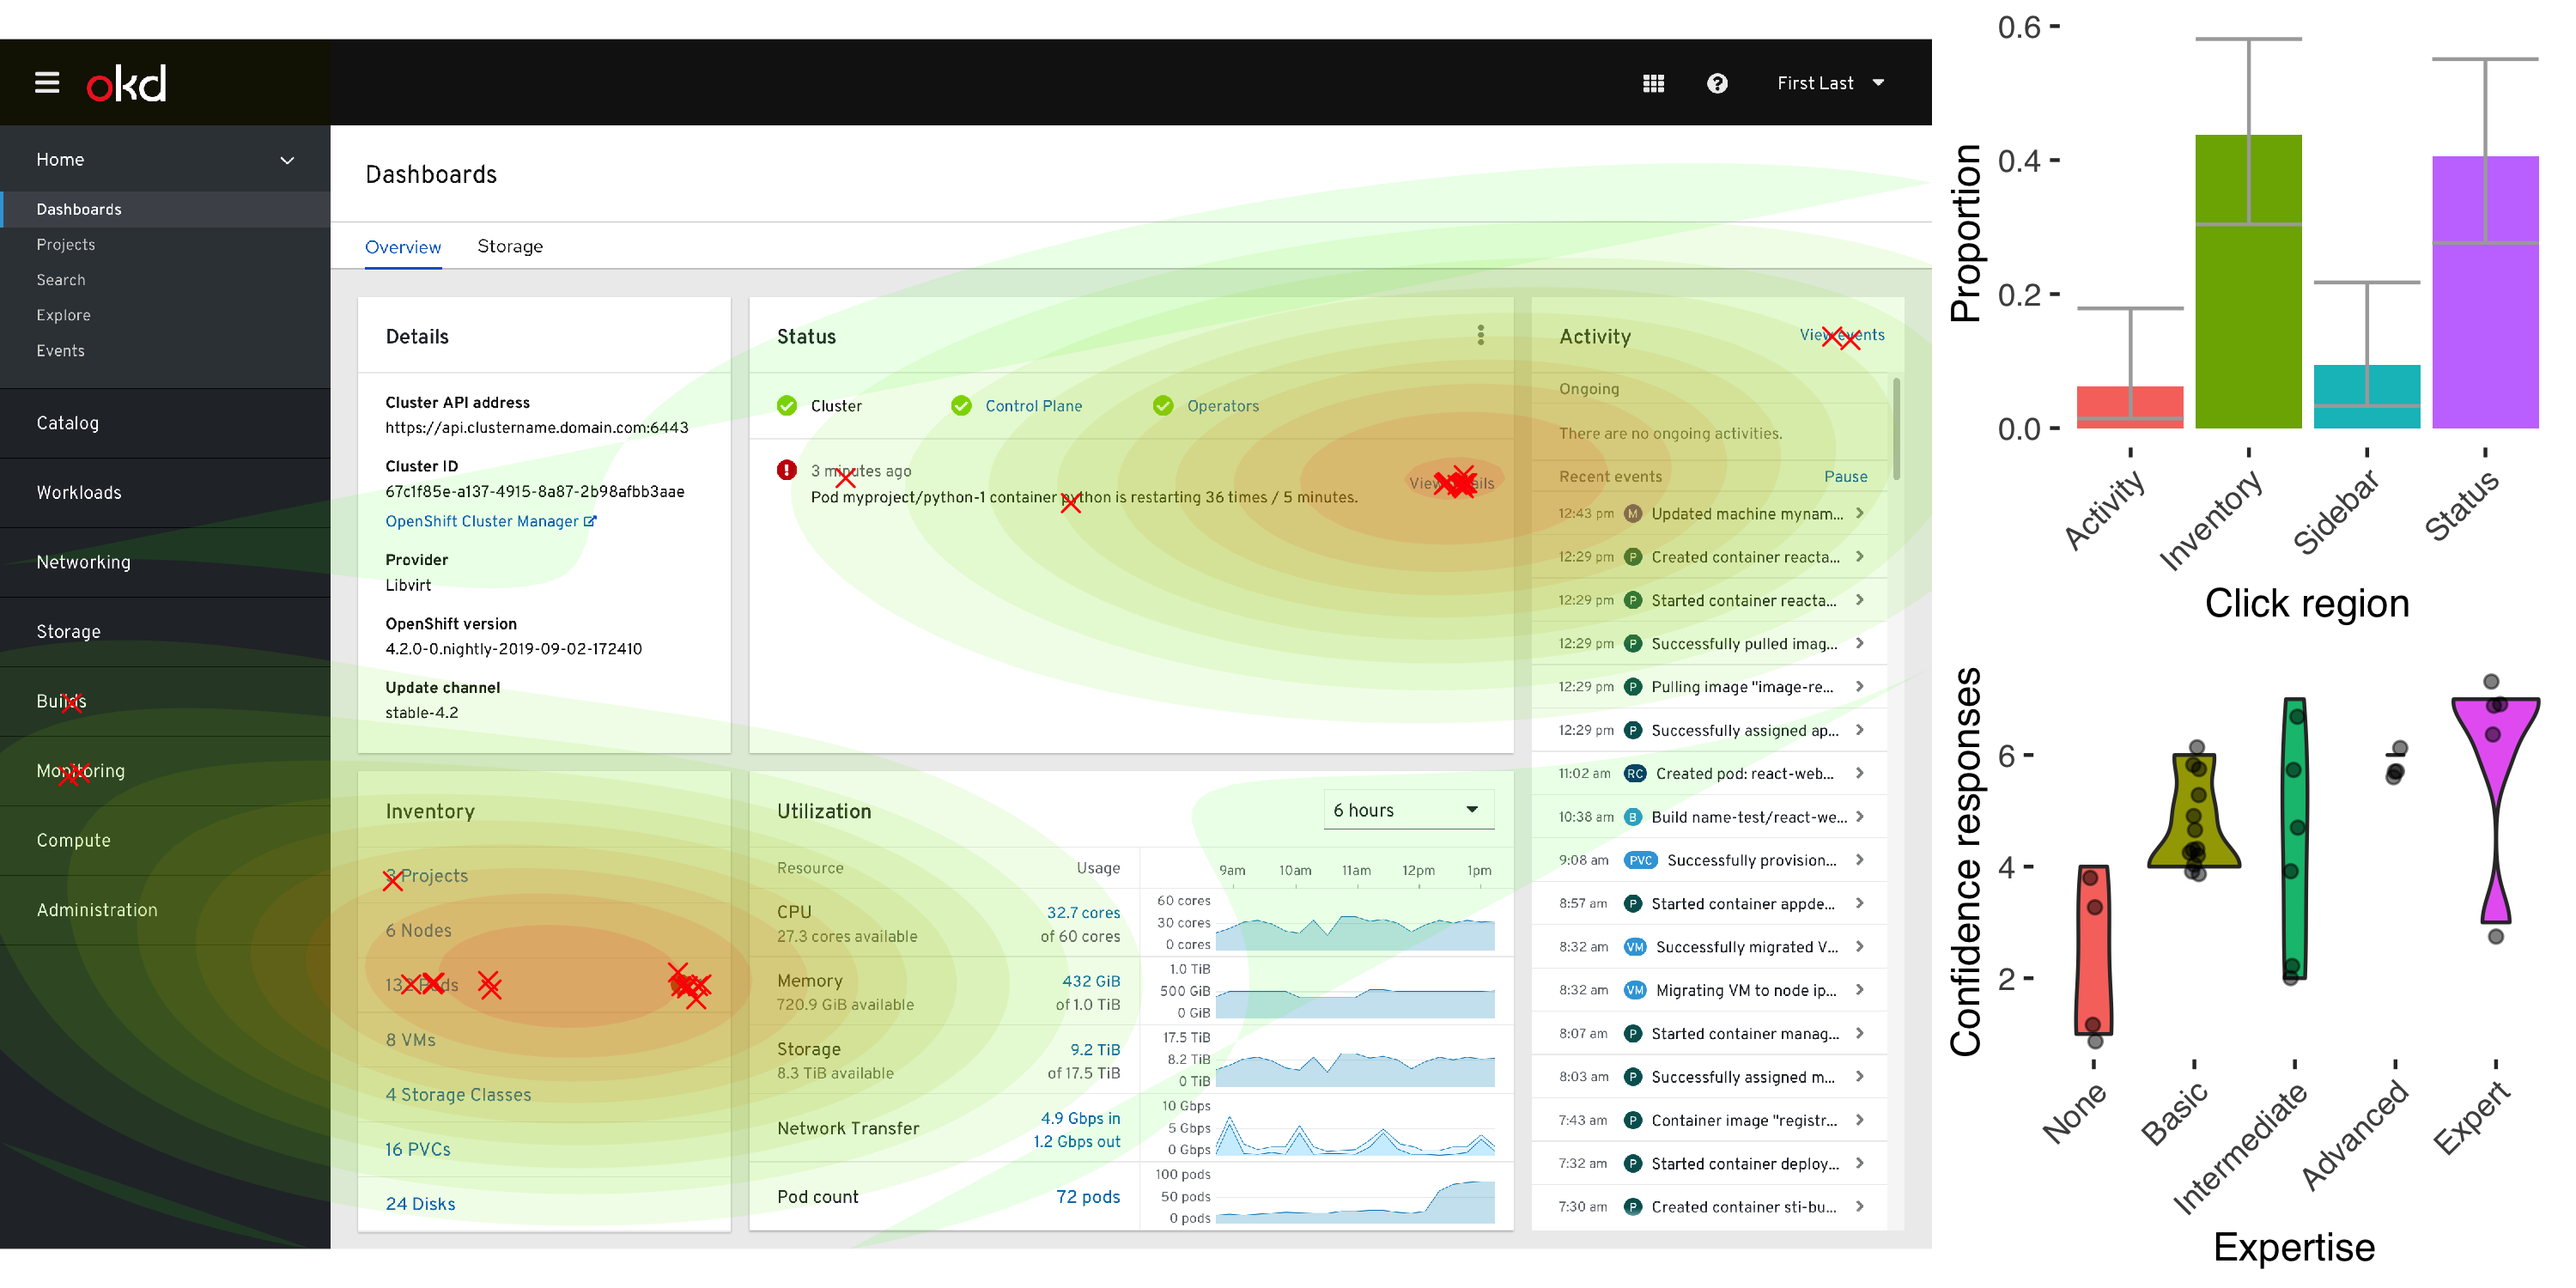 okd
First Last
Home
Dashboards
Projects
Search
Explore
Events
Catalog
Workloads
Networking
Storage
Builds
Monitoring
Compute
Administration
Dashboards
Overview Storage
Details
Cluster API address
https://api.clustername.domain.com:6443
Cluster ID
67c1f85e-a137-4915-8a87-2b98afbb3aae
OpenShift Cluster Manager
Provider
Libvirt
OpenShift version
4.2.0-0.nightly-2019-09-02-172410
Update channel
stable-4.2
Status
Cluster Control Plane Operators
3 minutes ago
Pod myproject/python-1 container python is restarting 36 times / 5 minutes.
View details
Activity View events
Ongoing
There are no ongoing activities.
Recent events Pause
12:43 pm M Updated machine mynam...
12:29 pm P Created container reacta...
12:29 pm P Started container reacta...
12:29 pm P Successfully pulled imag...
12:29 pm P Pulling image "image-re...
12:29 pm P Successfully assigned ap...
11:02 am RC Created pod: react-web...
10:38 am B Build name-test/react-we...
9:08 am PVC Successfully provision...
8:57 am P Started container appde...
8:32 am VM Successfully migrated V...
8:32 am VM Migrating VM to node ip...
8:07 am P Started container manag...
8:03 am P Successfully assigned m...
7:43 am P Container image "registr...
7:32 am P Started container deploy...
7:30 am P Created container sti-bu...
Inventory
3 Projects
6 Nodes
132 Pods
8 VMs
4 Storage Classes
16 PVCs
24 Disks
Utilization 6 hours
Resource Usage 9am 10am 11am 12pm 1pm
CPU 32.7 cores
27.3 cores available of 60 cores
60 cores
30 cores
0 cores
Memory 432 GiB
720.9 GiB available of 1.0 TiB
1.0 TiB
500 GiB
0 GiB
Storage 9.2 TiB
8.3 TiB available of 17.5 TiB
17.5 TiB
8.2 TiB
0 TiB
Network Transfer 4.9 Gbps in
1.2 Gbps out
10 Gbps
5 Gbps
0 Gbps
Pod count 72 pods
100 pods
50 pods
0 pods
Proportion
0.6
0.4
0.2
0.0
Activity Inventory Sidebar Status
Click region
Confidence responses
6
4
2
None Basic Intermediate Advanced Expert
Expertise